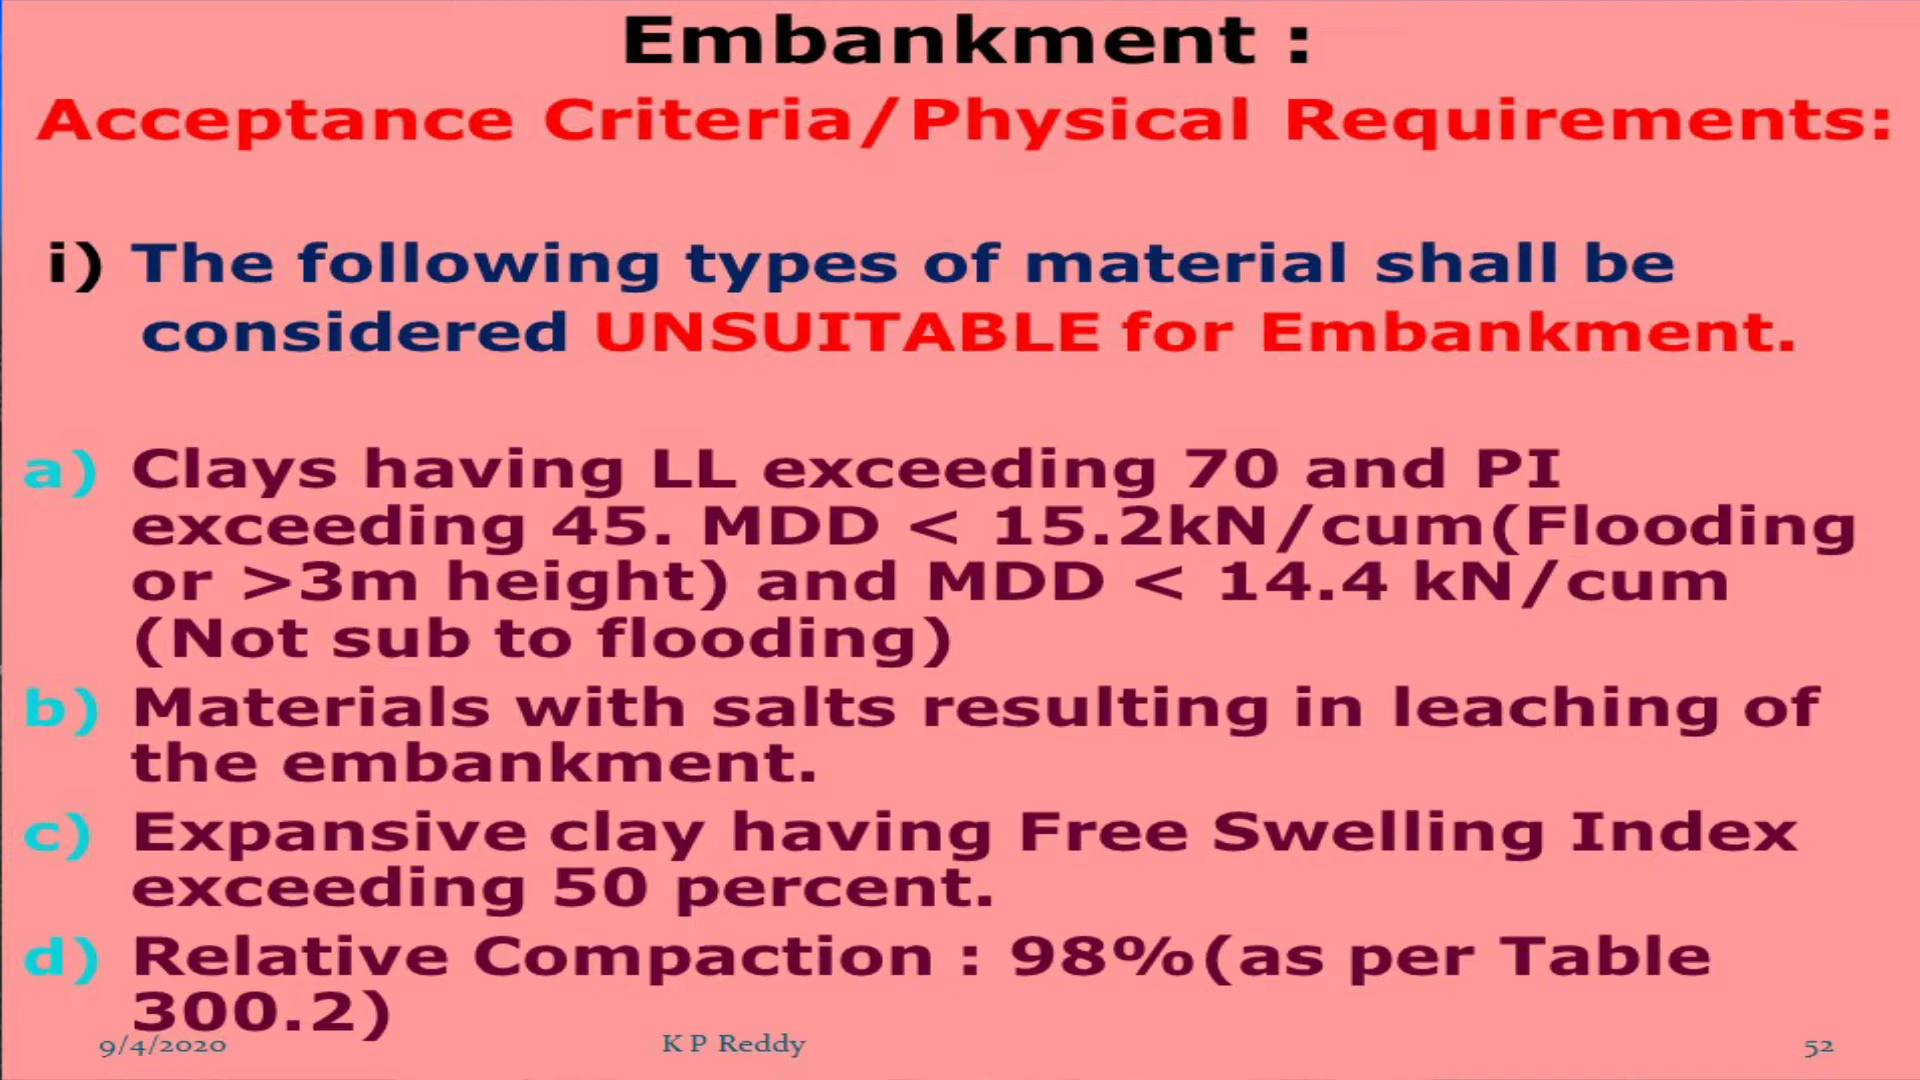 Embankment :
Acceptance Criteria/Physical Requirements:
i) The following types of material shall be
considered UNSUITABLE for Embankment.
a) Clays having LL exceeding 70 and PI
exceeding 45. MDD < 15.2kN/cum(Flooding
or >3m height) and MDD < 14.4 kN/cum
(Not sub to flooding)
b) Materials with salts resulting in leaching of
the embankment.
c) Expansive clay having Free Swelling Index
exceeding 50 percent.
d) Relative Compaction : 98%(as per Table
300.2)
9/4/2020 K P Reddy 52